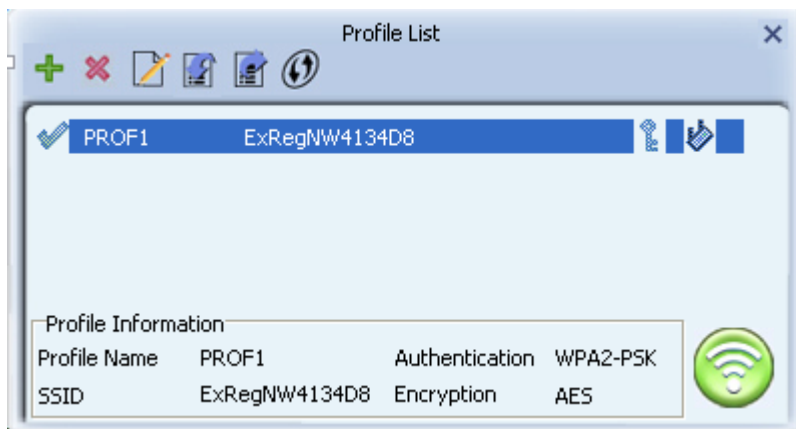 Profile List
PROF1 ExRegNW4134D8
Profile Information
Profile Name PROF1 Authentication WPA2-PSK
SSID ExRegNW4134D8 Encryption AES